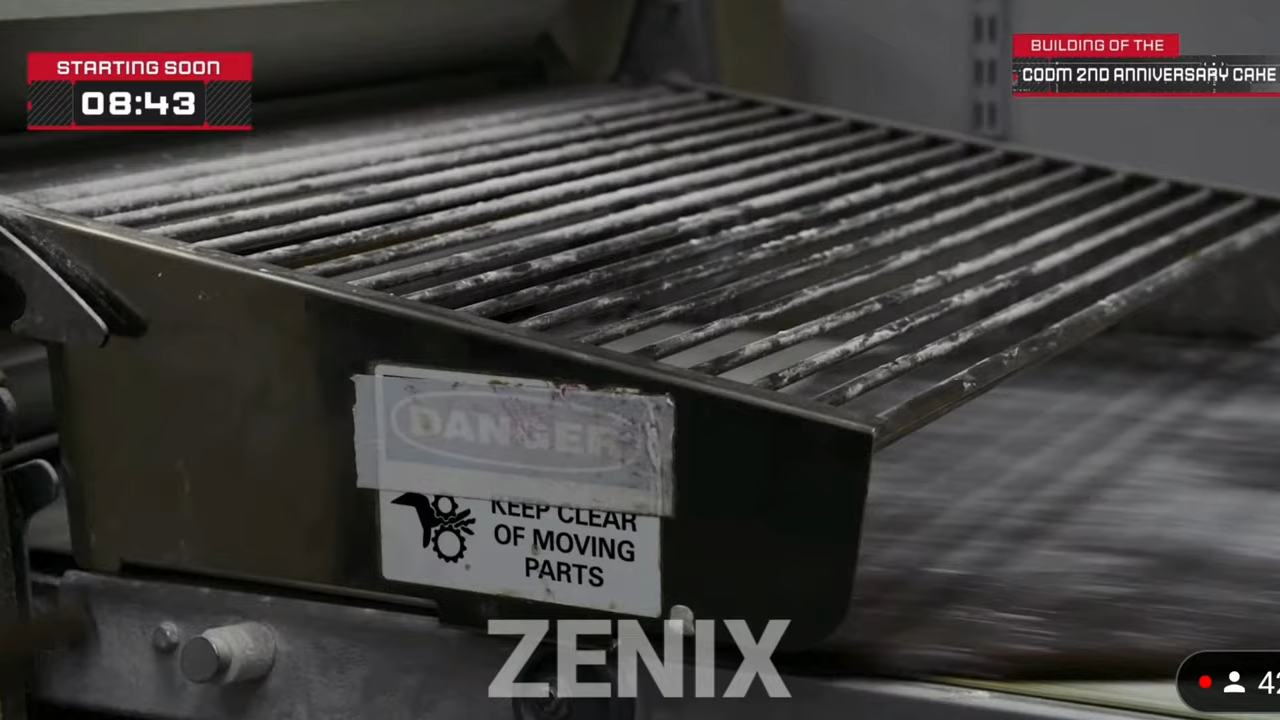 STARTING SOON
08:43
BUILDING OF THE
CODM 2ND ANNIVERSARY CAKE
DANGER
KEEP CLEAR
OF MOVING
PARTS
ZENIX